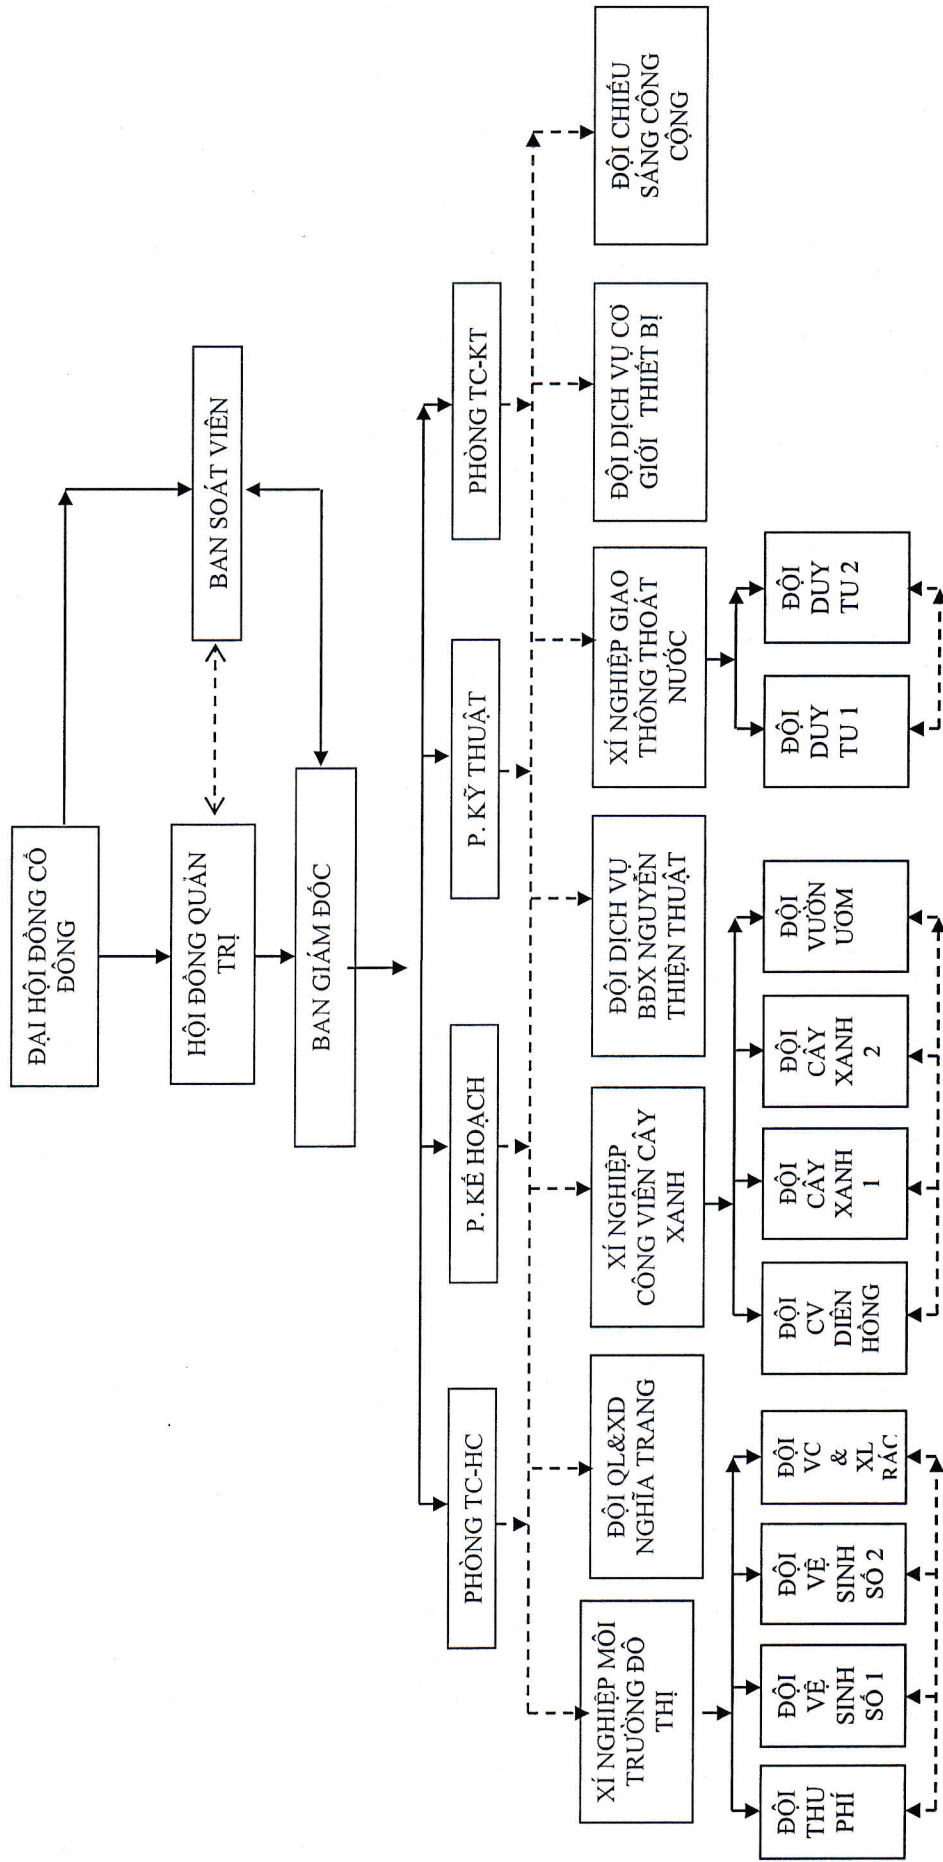 ĐẠI HỘI ĐỒNG CỔ
ĐÔNG
HỘI ĐỒNG QUẢN
TRỊ
BAN SOÁT VIÊN
BAN GIÁM ĐỐC
PHÒNG TC-HC
P. KẾ HOẠCH
P. KỸ THUẬT
PHÒNG TC-KT
XÍ NGHIỆP MÔI
TRƯỜNG ĐÔ
THỊ
ĐỘI QL&XD
NGHĨA TRANG
XÍ NGHIỆP
CÔNG VIÊN CÂY
XANH
ĐỘI DỊCH VỤ
BĐX NGUYỄN
THIỆN THUẬT
XÍ NGHIỆP GIAO
THÔNG THOÁT
NƯỚC
ĐỘI DỊCH VỤ CƠ
GIỚI THIẾT BỊ
ĐỘI CHIẾU
SÁNG CÔNG
CỘNG
ĐỘI
THU
PHÍ
ĐỘI
VỆ
SINH
SỐ 1
ĐỘI
VỆ
SINH
SỐ 2
ĐỘI
VC
&
XL
RÁC
ĐỘI
CV
DIÊN
HỒNG
ĐỘI
CÂY
XANH
1
ĐỘI
CÂY
XANH
2
ĐỘI
VƯỜN
ƯƠM
ĐỘI
DUY
TU 1
ĐỘI
DUY
TU 2